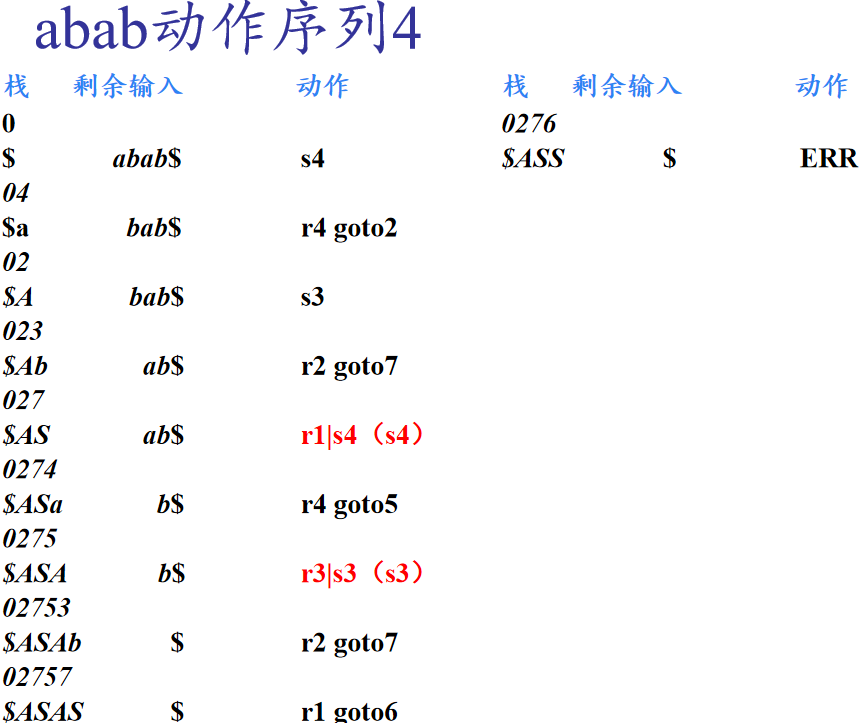 abab动作序列4
栈 剩余输入 动作
0
$ abab$ s4
04
$a bab$ r4 goto2
02
$A bab$ s3
023
$Ab ab$ r2 goto7
027
$AS ab$ r1|s4（s4）
0274
$ASa b$ r4 goto5
0275
$ASA b$ r3|s3（s3）
02753
$ASAb $ r2 goto7
02757
$ASAS $ r1 goto6
栈 剩余输入 动作
0276
$ASS $ ERR